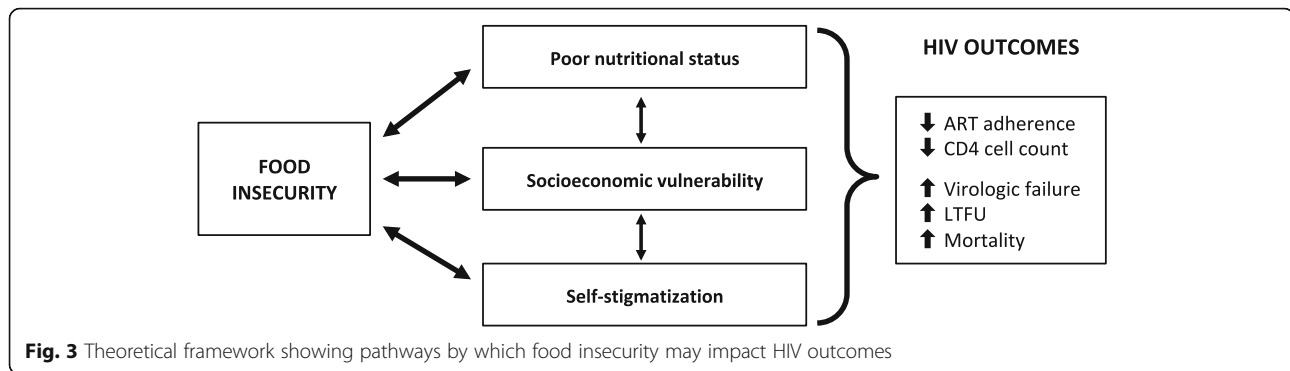 FOOD
INSECURITY
Poor nutritional status
Socioeconomic vulnerability
Self-stigmatization
HIV OUTCOMES
↓ ART adherence
↓ CD4 cell count
↑ Virologic failure
↑ LTFU
↑ Mortality
Fig. 3 Theoretical framework showing pathways by which food insecurity may impact HIV outcomes